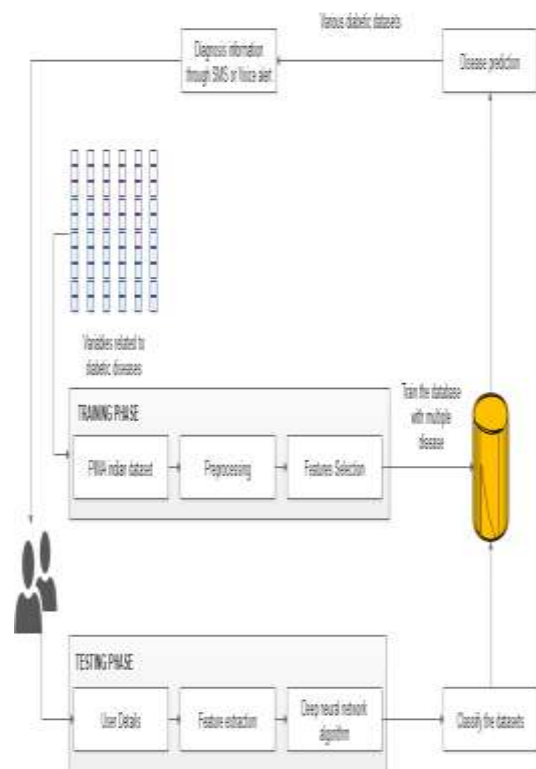 Various diabetic datasets
Diagnosis information
through SMS or Voice alert
Disease prediction
Variables related to
diabetic diseases
TRAINING PHASE
PIMA indian dataset
Preprocessing
Features Selection
Train the database
with multiple
disease
TESTING PHASE
User Details
Feature extraction
Deep neural network
algorithm
Classify the datasets